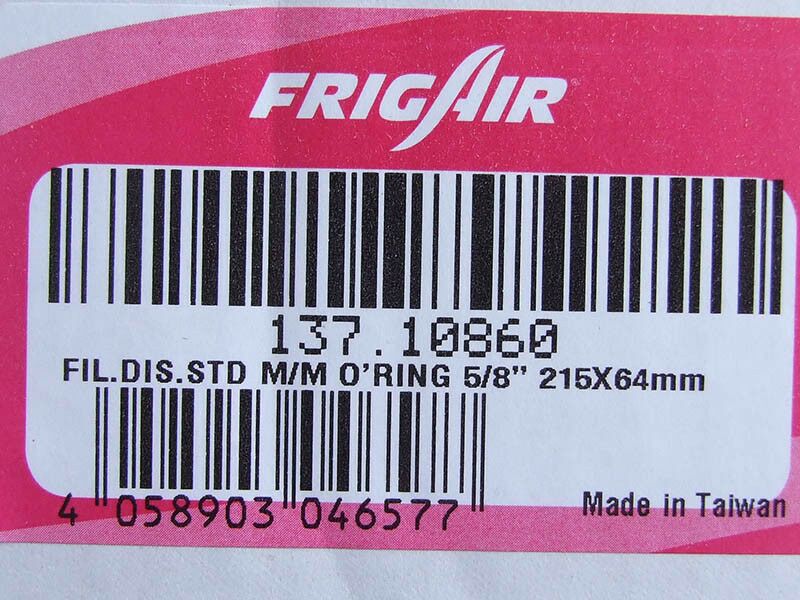 FRIGAIR
137.10860
FIL.DIS.STD M/M O'RING 5/8" 215X64mm
4 058903 046577
Made in Taiwan